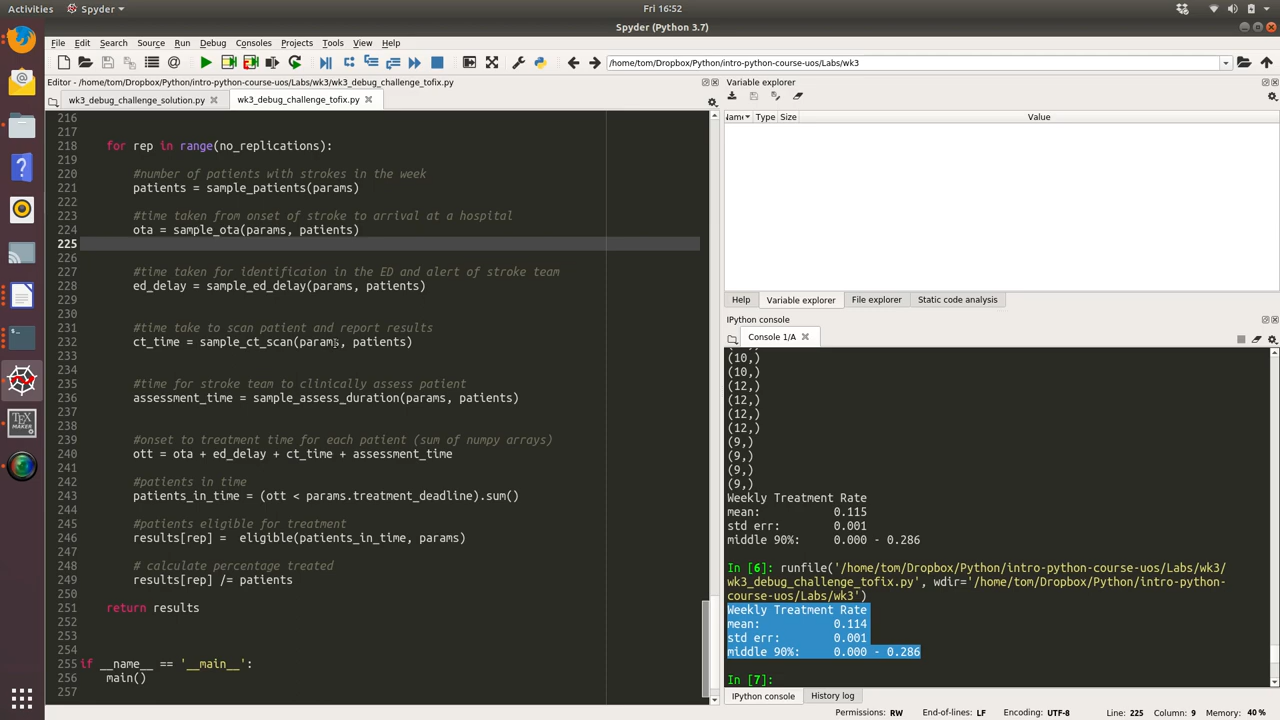 Activities Spyder Fri 16:52
Spyder (Python 3.7)
File Edit Search Source Run Debug Consoles Projects Tools View Help
/home/tom/Dropbox/Python/intro-python-course-uos/Labs/wk3
Editor - /home/tom/Dropbox/Python/intro-python-course-uos/Labs/wk3/wk3_debug_challenge_tofix.py
wk3_debug_challenge_solution.py wk3_debug_challenge_tofix.py
216
217
218 for rep in range(no_replications):
219
220 #number of patients with strokes in the week
221 patients = sample_patients(params)
222
223 #time taken from onset of stroke to arrival at a hospital
224 ota = sample_ota(params, patients)
225
226
227 #time taken for identificaion in the ED and alert of stroke team
228 ed_delay = sample_ed_delay(params, patients)
229
230
231 #time take to scan patient and report results
232 ct_time = sample_ct_scan(params, patients)
233
234
235 #time for stroke team to clinically assess patient
236 assessment_time = sample_assess_duration(params, patients)
237
238
239 #onset to treatment time for each patient (sum of numpy arrays)
240 ott = ota + ed_delay + ct_time + assessment_time
241
242 #patients in time
243 patients_in_time = (ott < params.treatment_deadline).sum()
244
245 #patients eligible for treatment
246 results[rep] =  eligible(patients_in_time, params)
247
248 # calculate percentage treated
249 results[rep] /= patients
250
251 return results
252
253
254
255 if __name__ == '__main__':
256 main()
257
Variable explorer
Name Type Size Value
Help Variable explorer File explorer Static code analysis
IPython console
Console 1/A
(10,)
(10,)
(12,)
(12,)
(12,)
(12,)
(9,)
(9,)
(9,)
(9,)
Weekly Treatment Rate
mean: 0.115
std err: 0.001
middle 90%: 0.000 - 0.286
In [6]: runfile('/home/tom/Dropbox/Python/intro-python-course-uos/Labs/wk3/
wk3_debug_challenge_tofix.py', wdir='/home/tom/Dropbox/Python/intro-python-
course-uos/Labs/wk3')
Weekly Treatment Rate
mean: 0.114
std err: 0.001
middle 90%: 0.000 - 0.286
In [7]:
IPython console History log
Permissions: RW End-of-lines: LF Encoding: UTF-8 Line: 225 Column: 9 Memory: 40 %